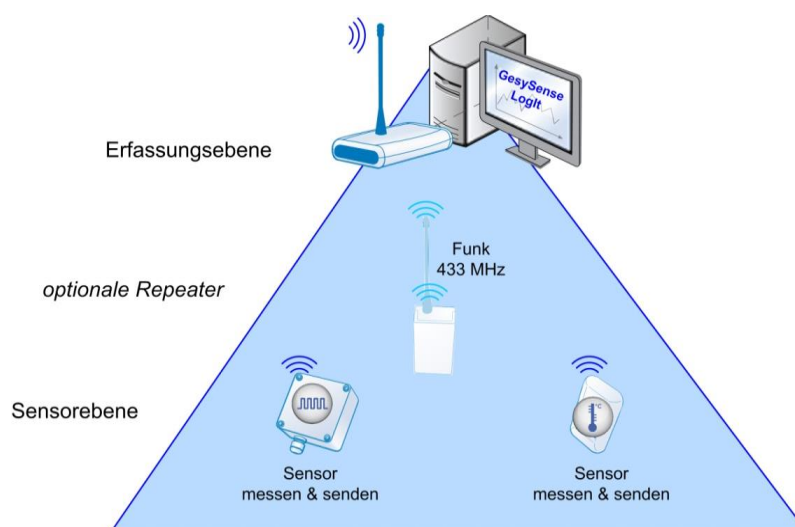 GesySense
LogIt
Erfassungsebene
Funk
433 MHz
optionale Repeater
Sensorebene
°C
Sensor
messen & senden
Sensor
messen & senden